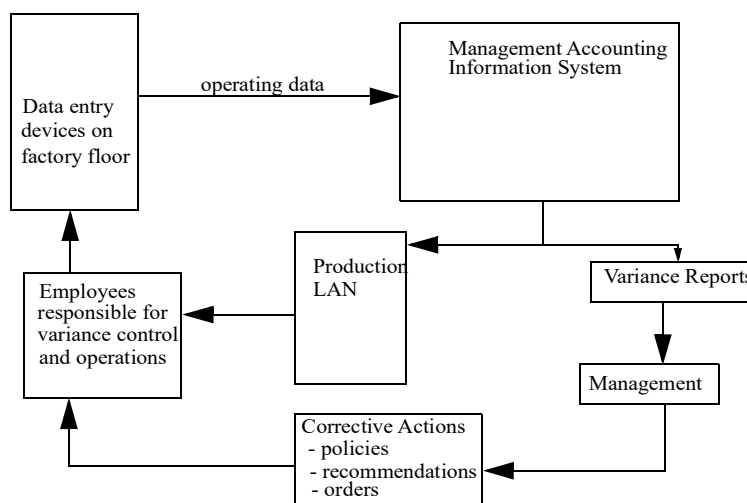 Management Accounting
Information System
operating data
Data entry
devices on
factory floor
Production
LAN
Variance Reports
Employees
responsible for
variance control
and operations
Management
Corrective Actions
- policies
- recommendations
- orders